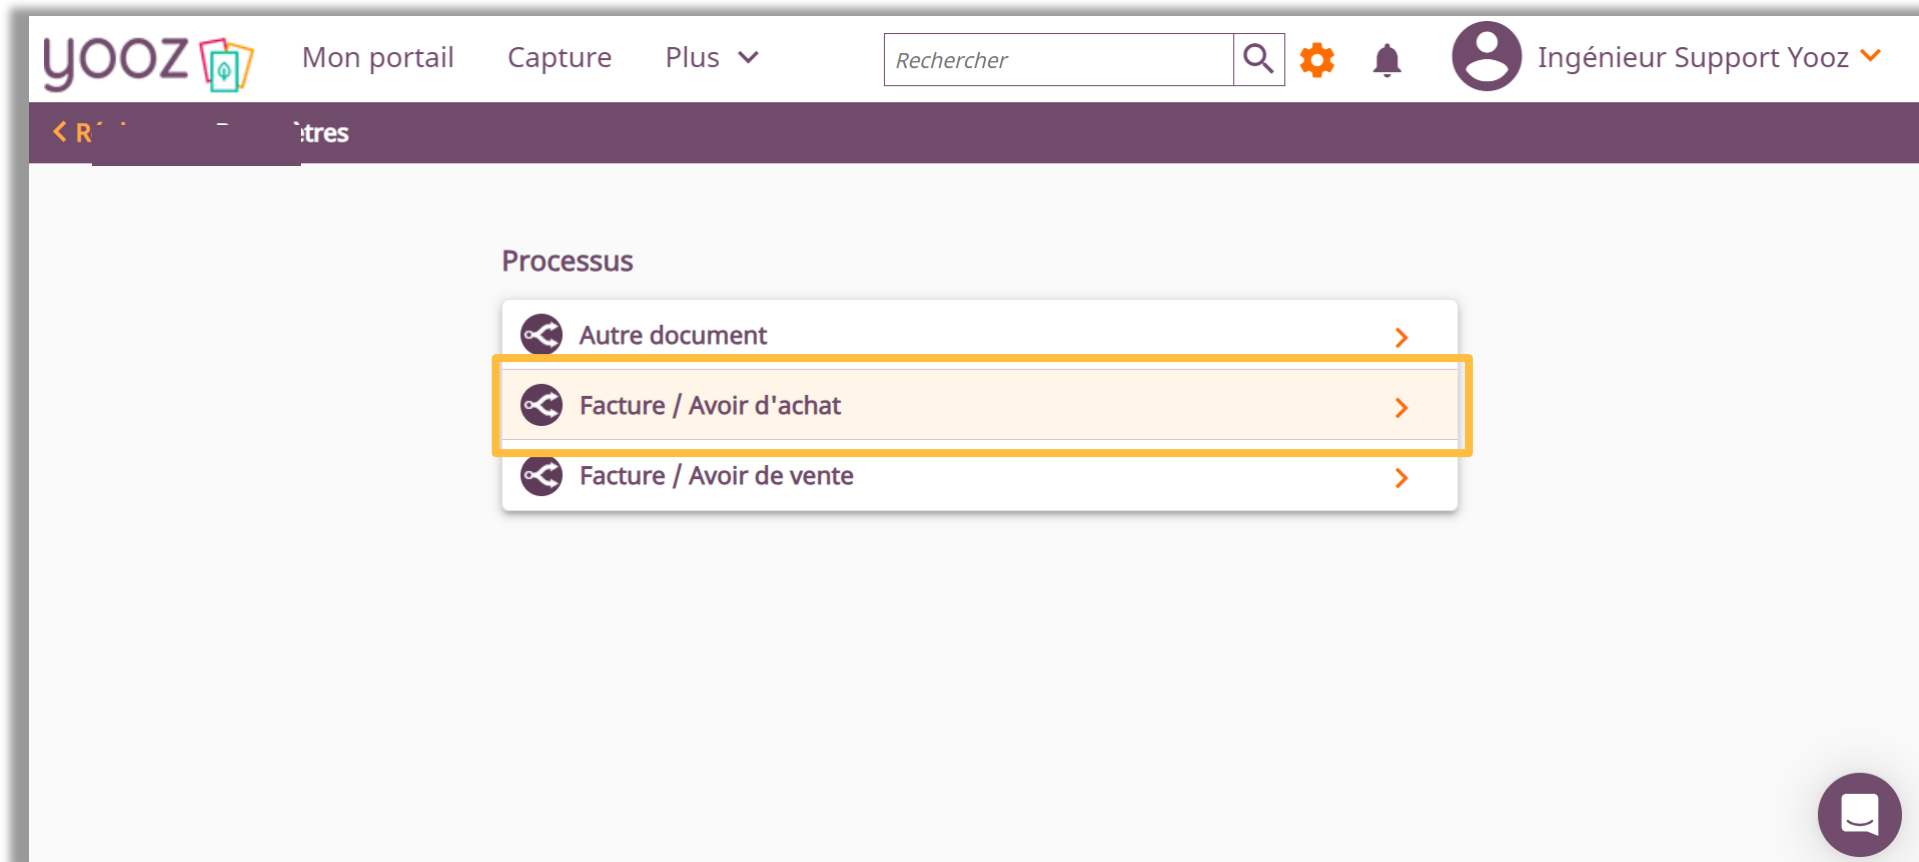 yooz
Mon portail Capture Plus Rechercher Ingénieur Support Yooz
Processus
Autre document
Facture / Avoir d'achat
Facture / Avoir de vente